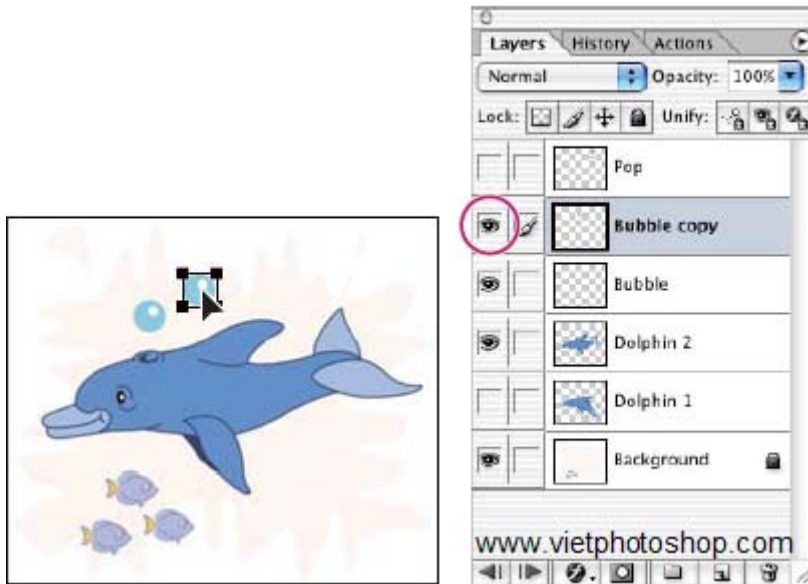 Layers History Actions
Normal Opacity: 100%
Lock: Unify:
Pop
Bubble copy
Bubble
Dolphin 2
Dolphin 1
Background
www.vietphotoshop.com